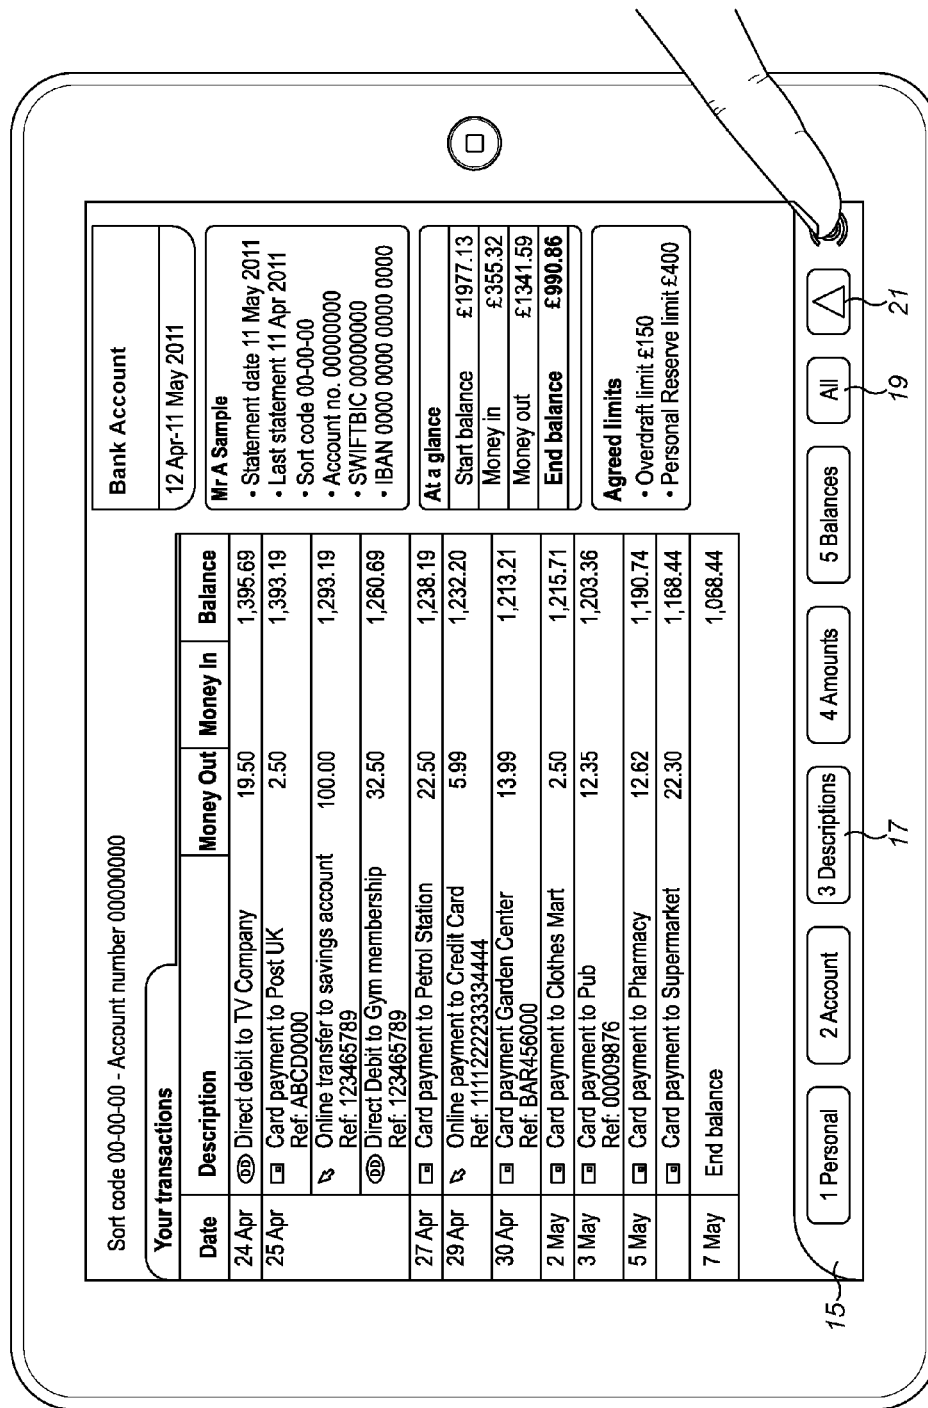 Sort code 00-00-00 - Account number 00000000
Your transactions
Date Description Money Out Money In Balance
24 Apr DD Direct debit to TV Company 19.50 1,395.69
25 Apr Card payment to Post UK 2.50 1,393.19
Ref: ABCD0000
Online transfer to savings account 100.00 1,293.19
Ref: 123465789
DD Direct Debit to Gym membership 32.50 1,260.69
Ref: 123465789
27 Apr Card payment to Petrol Station 22.50 1,238.19
29 Apr Online payment to Credit Card 5.99 1,232.20
Ref: 1111222233334444
30 Apr Card payment Garden Center 13.99 1,213.21
Ref: BAR456000
2 May Card payment to Clothes Mart 2.50 1,215.71
3 May Card payment to Pub 12.35 1,203.36
Ref: 00009876
5 May Card payment to Pharmacy 12.62 1,190.74
Card payment to Supermarket 22.30 1,168.44
7 May End balance 1,068.44
Bank Account
12 Apr-11 May 2011
Mr A Sample
• Statement date 11 May 2011
• Last statement 11 Apr 2011
• Sort code 00-00-00
• Account no. 00000000
• SWIFTBIC 00000000
• IBAN 0000 0000 0000 0000
At a glance
Start balance £1977.13
Money in £355.32
Money out £1341.59
End balance £990.86
Agreed limits
• Overdraft limit £150
• Personal Reserve limit £400
1 Personal 2 Account 3 Descriptions 4 Amounts 5 Balances All
15 17 19 21